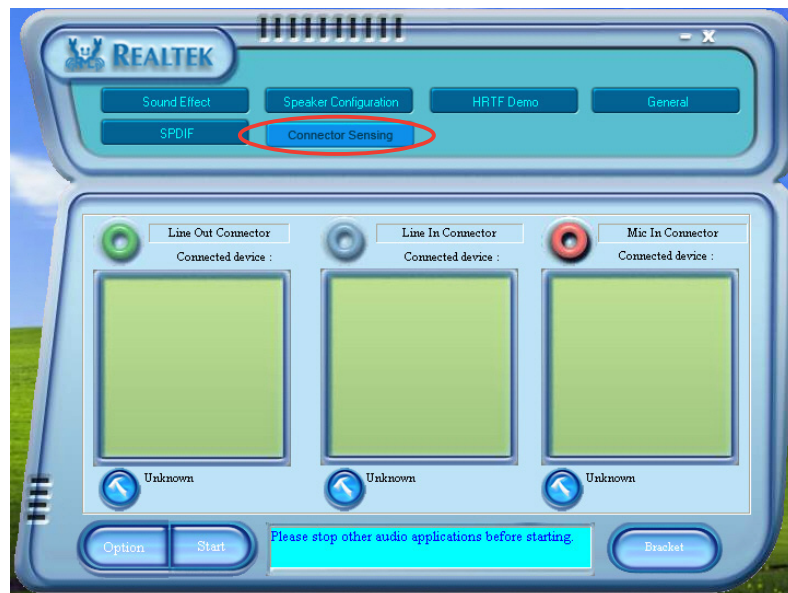 REALTEK
- X
Sound Effect
Speaker Configuration
HRTF Demo
General
SPDIF
Connector Sensing
Line Out Connector
Connected device :
Line In Connector
Connected device :
Mic In Connector
Connected device :
Unknown
Unknown
Unknown
Option
Start
Please stop other audio applications before starting.
Bracket